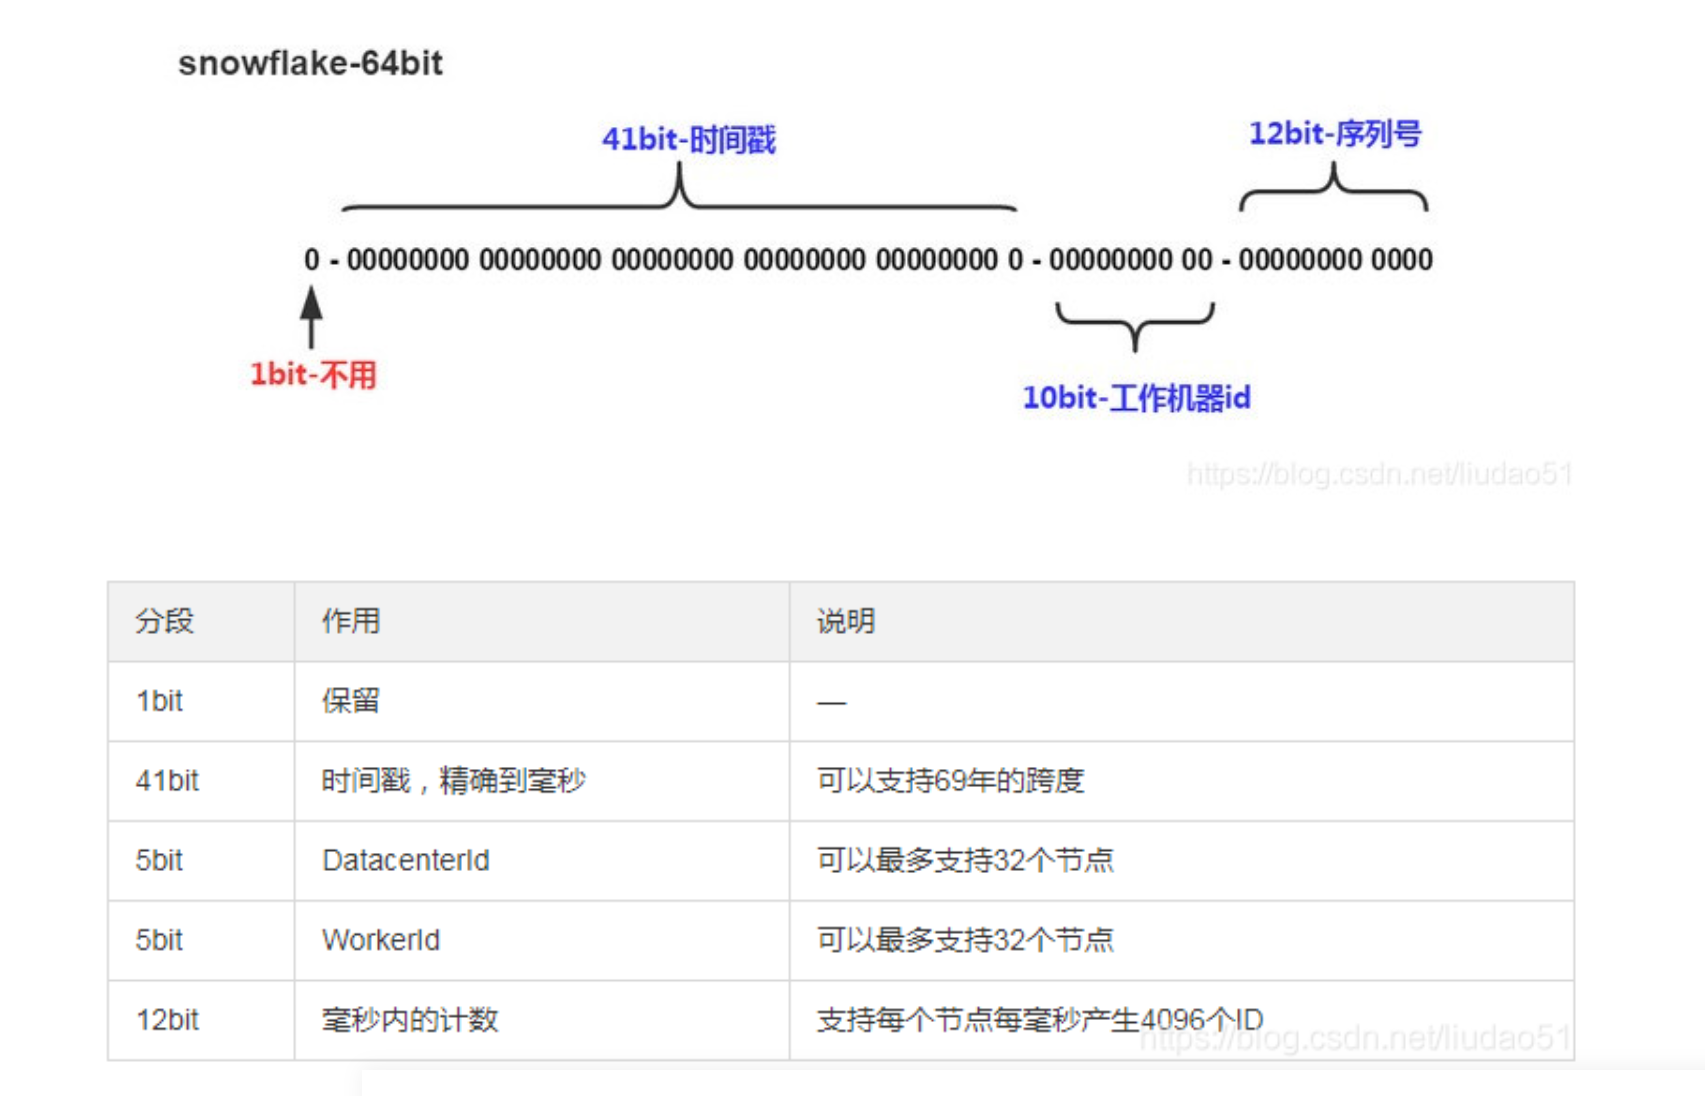 snowflake-64bit
41bit-时间戳
12bit-序列号
0 - 00000000 00000000 00000000 00000000 00000000 0 - 00000000 00 - 00000000 0000
1bit-不用
10bit-工作机器id
https://blog.csdn.net/liudao51
分段 作用 说明
1bit 保留 —
41bit 时间戳，精确到毫秒 可以支持69年的跨度
5bit DatacenterId 可以最多支持32个节点
5bit WorkerId 可以最多支持32个节点
12bit 毫秒内的计数 支持每个节点每毫秒产生4096个ID
https://blog.csdn.net/liudao51